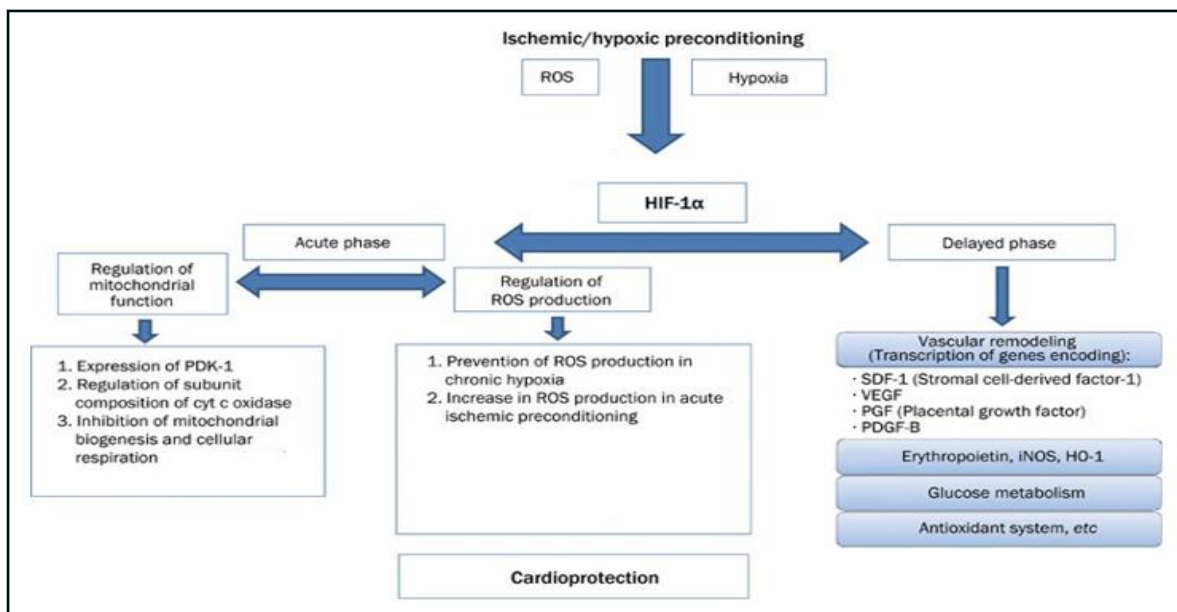 Ischemic/hypoxic preconditioning
ROS
Hypoxia
HIF-1α
Acute phase
Delayed phase
Regulation of
mitochondrial
function
Regulation of
ROS production
1. Expression of PDK-1
2. Regulation of subunit
composition of cyt c oxidase
3. Inhibition of mitochondrial
biogenesis and cellular
respiration
1. Prevention of ROS production in
chronic hypoxia
2. Increase in ROS production in acute
ischemic preconditioning
Vascular remodeling
(Transcription of genes encoding):
· SDF-1 (Stromal cell-derived factor-1)
· VEGF
· PGF (Placental growth factor)
· PDGF-B
Erythropoietin, iNOS, HO-1
Glucose metabolism
Antioxidant system, etc
Cardioprotection